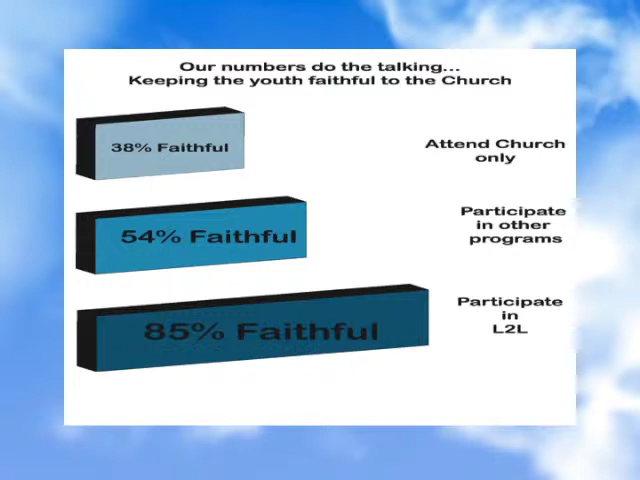 Our numbers do the talking...
Keeping the youth faithful to the Church
38% Faithful
Attend Church
only
54% Faithful
Participate
in other
programs
85% Faithful
Participate
in
L2L